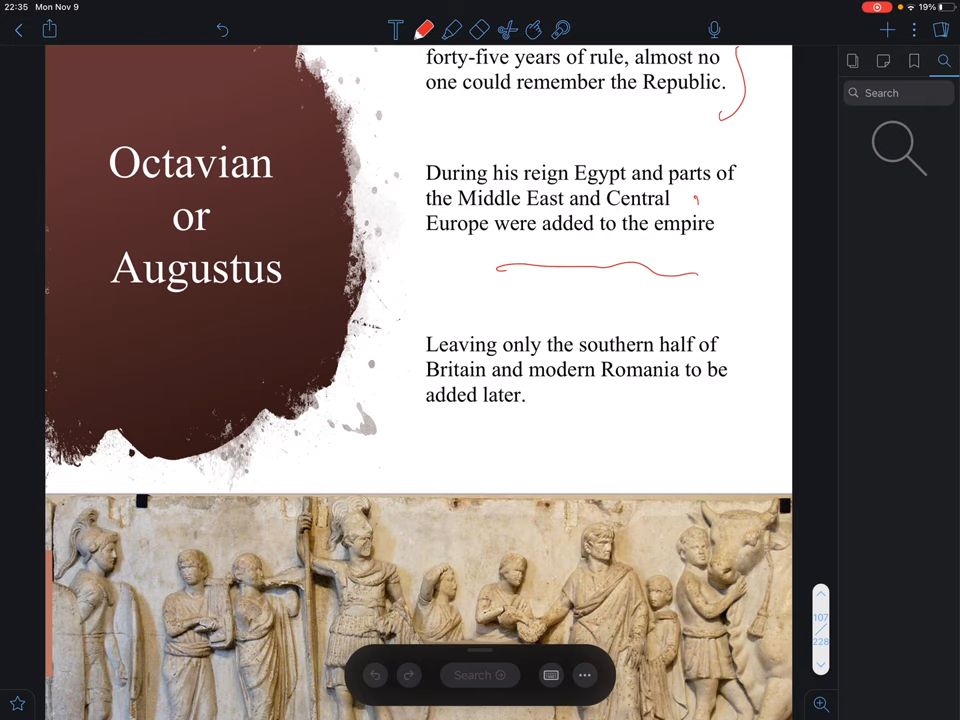 22:35 Mon Nov 9
19%
forty-five years of rule, almost no
one could remember the Republic.
Octavian
or
Augustus
During his reign Egypt and parts of
the Middle East and Central
Europe were added to the empire
Leaving only the southern half of
Britain and modern Romania to be
added later.
Search
107
228
Search